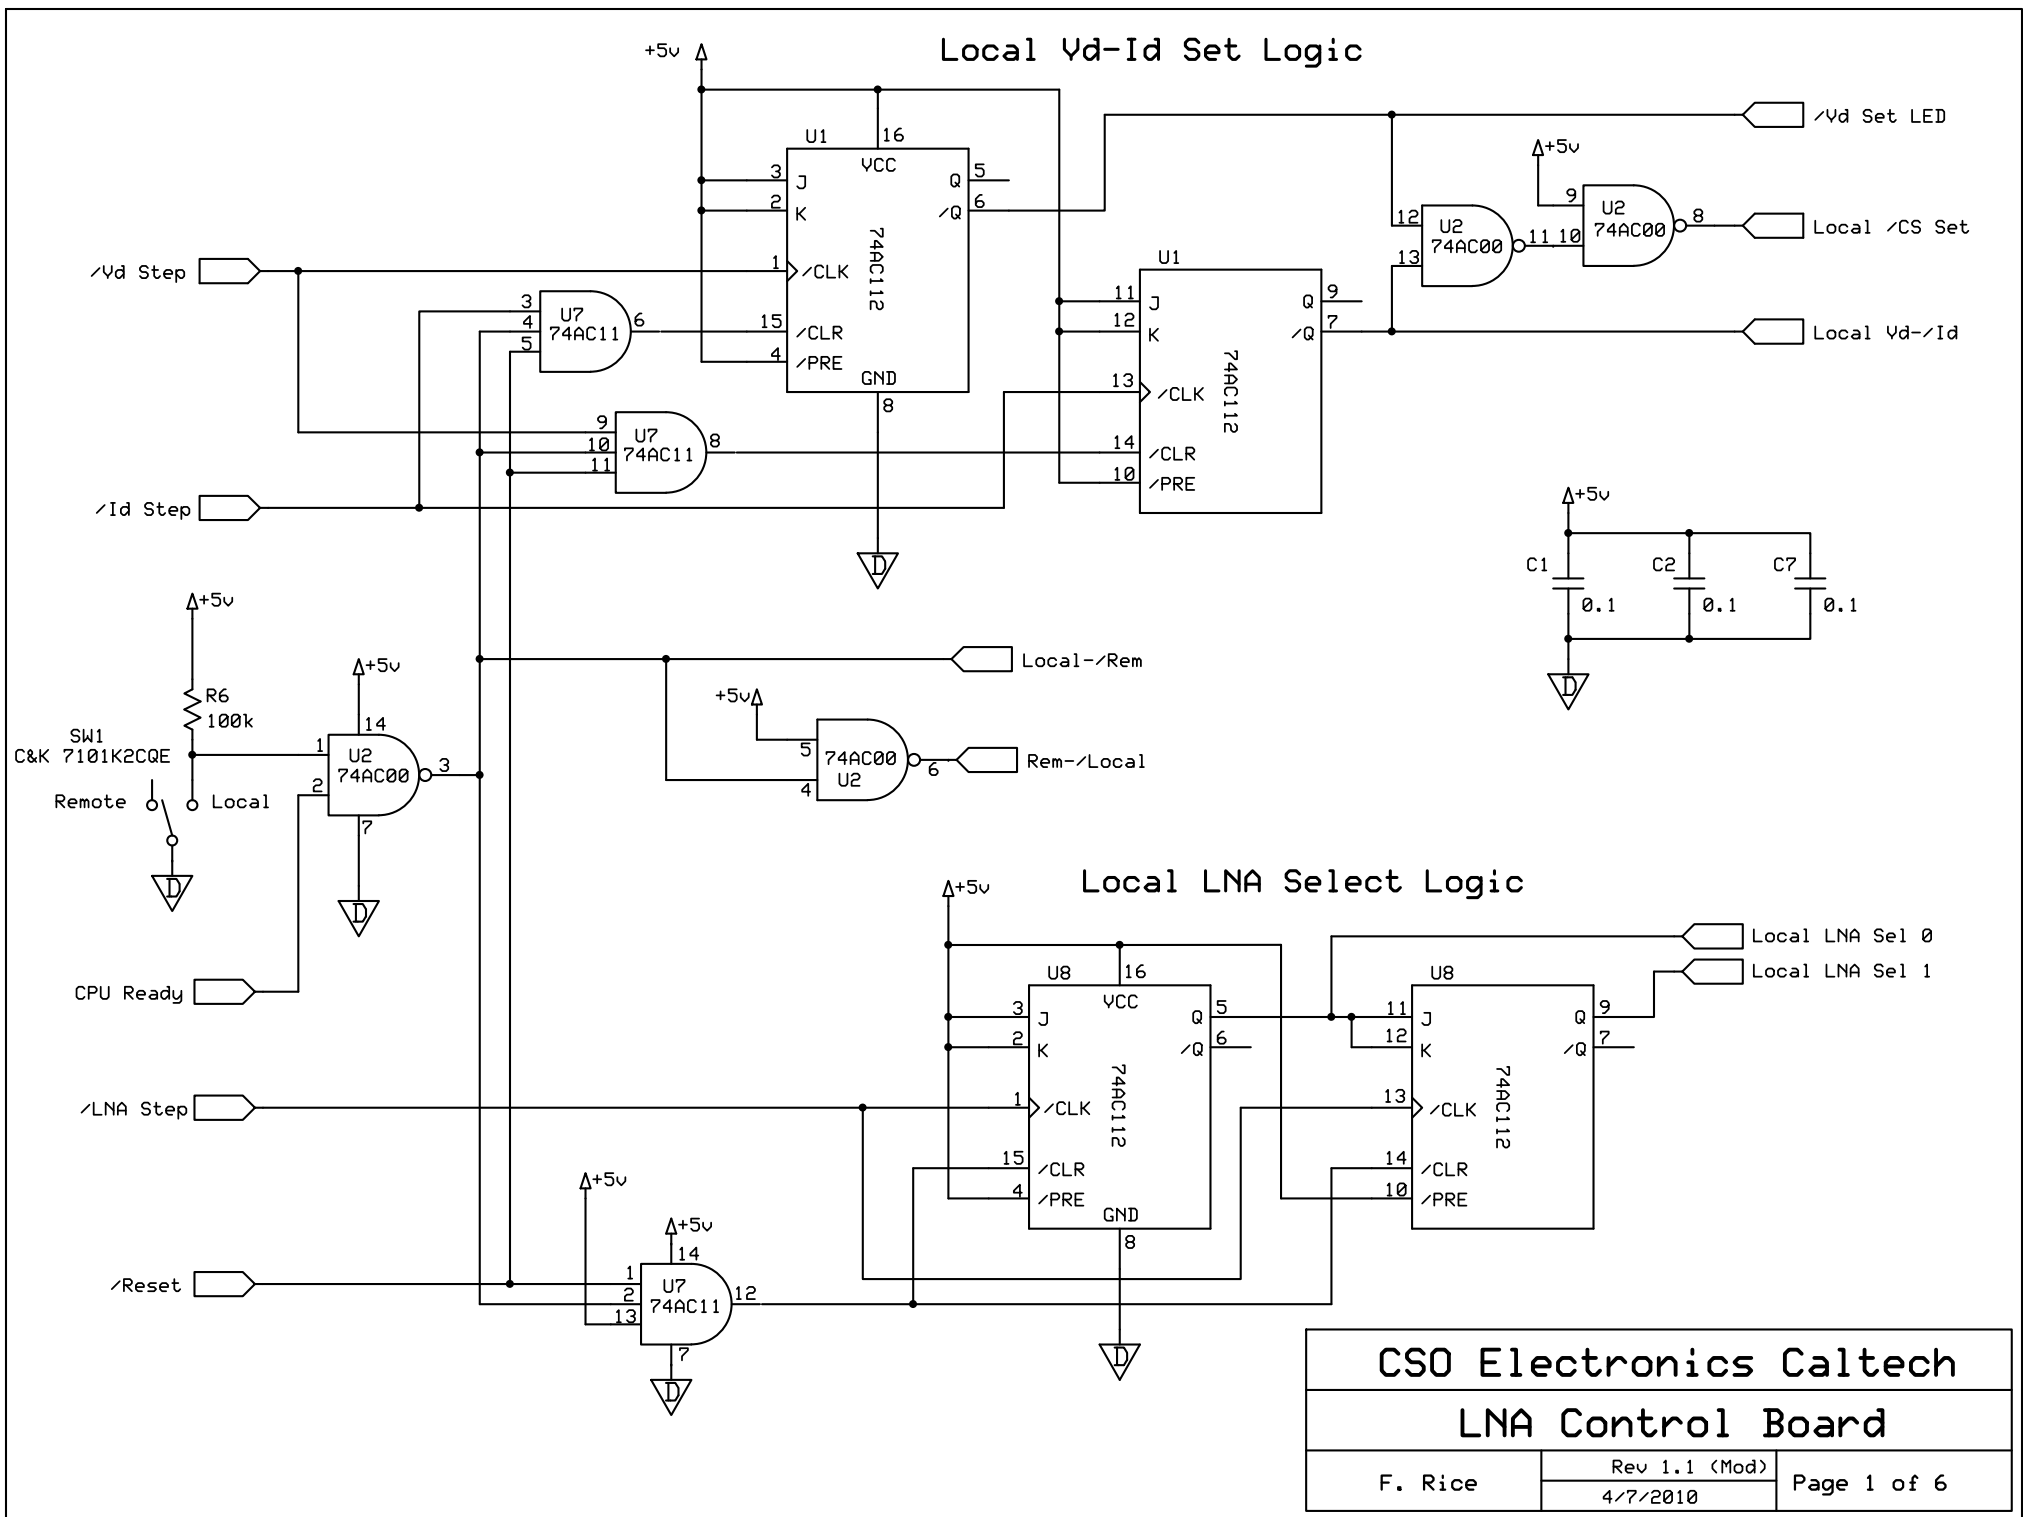 Local Vd-Id Set Logic
+5v
U1
16
VCC
3
J
Q
5
2
K
/Q
6
1
/CLK
74AC112
15
/CLR
4
/PRE
GND
8
D
/Vd Set LED
+5v
9
U2
74AC00
8
10
Local /CS Set
12
U2
74AC00
11
13
/Vd Step
3
4
5
U7
74AC11
6
U1
11
J
Q
9
12
K
/Q
7
Local Vd-/Id
13
/CLK
74AC112
14
/CLR
10
/PRE
9
10
11
U7
74AC11
8
/Id Step
+5v
C1
0.1
C2
0.1
C7
0.1
D
+5v
R6
100k
SW1
C&K 7101K2CQE
Remote
Local
D
+5v
14
1
U2
74AC00
3
2
7
D
Local-/Rem
+5v
5
74AC00
U2
6
4
Rem-/Local
CPU Ready
Local LNA Select Logic
+5v
Local LNA Sel 0
Local LNA Sel 1
U8
16
VCC
3
J
Q
5
2
K
/Q
6
1
/CLK
74AC112
15
/CLR
4
/PRE
GND
8
D
U8
11
J
Q
9
12
K
/Q
7
13
/CLK
74AC112
14
/CLR
10
/PRE
/LNA Step
+5v
+5v
14
/Reset
1
2
13
U7
74AC11
12
7
D
CSO Electronics Caltech
LNA Control Board
F. Rice
Rev 1.1 (Mod)
4/7/2010
Page 1 of 6